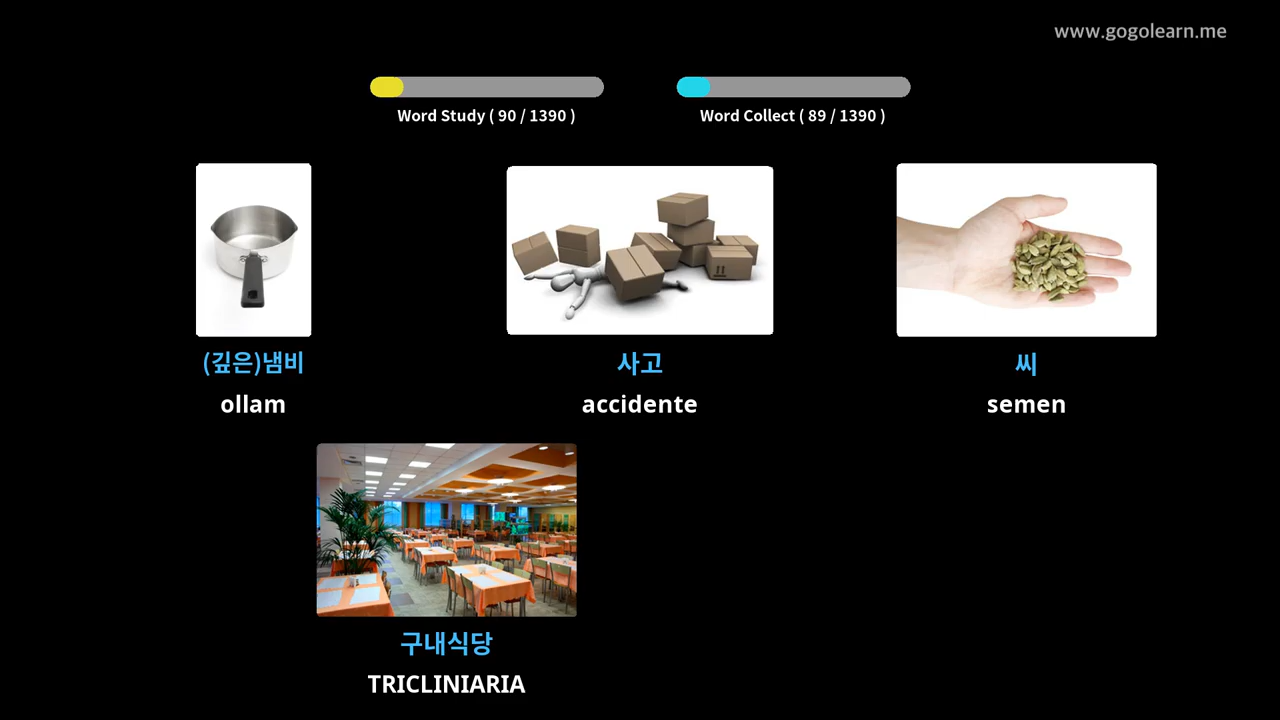 www.gogolearn.me
Word Study ( 90 / 1390 )
Word Collect ( 89 / 1390 )
(깊은)냄비
ollam
사고
accidente
씨
semen
구내식당
TRICLINIARIA